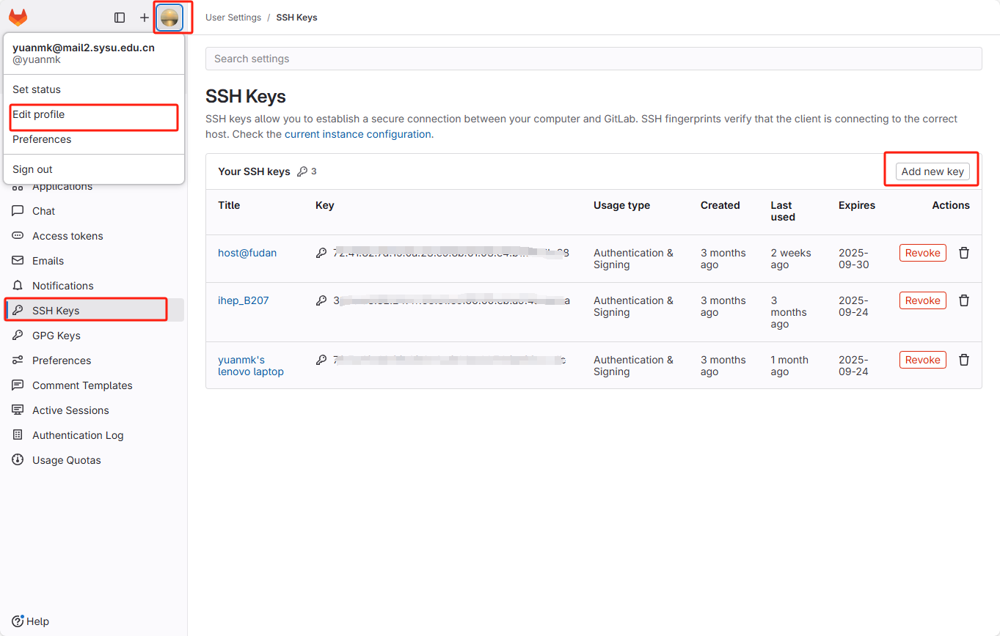 User Settings / SSH Keys
yuanmk@mail2.sysu.edu.cn
@yuanmk
Set status
Edit profile
Preferences
Sign out
Applications
Chat
Access tokens
Emails
Notifications
SSH Keys
GPG Keys
Preferences
Comment Templates
Active Sessions
Authentication Log
Usage Quotas
Help
Search settings
SSH Keys
SSH keys allow you to establish a secure connection between your computer and GitLab. SSH fingerprints verify that the client is connecting to the correct
host. Check the current instance configuration.
Your SSH keys 3
Add new key
Title Key Usage type Created Last used Expires Actions
host@fudan
Authentication & Signing
3 months ago
2 weeks ago
2025-09-30
Revoke
ihep_B207
Authentication & Signing
3 months ago
3 months ago
2025-09-24
Revoke
yuanmk's lenovo laptop
Authentication & Signing
3 months ago
1 month ago
2025-09-24
Revoke